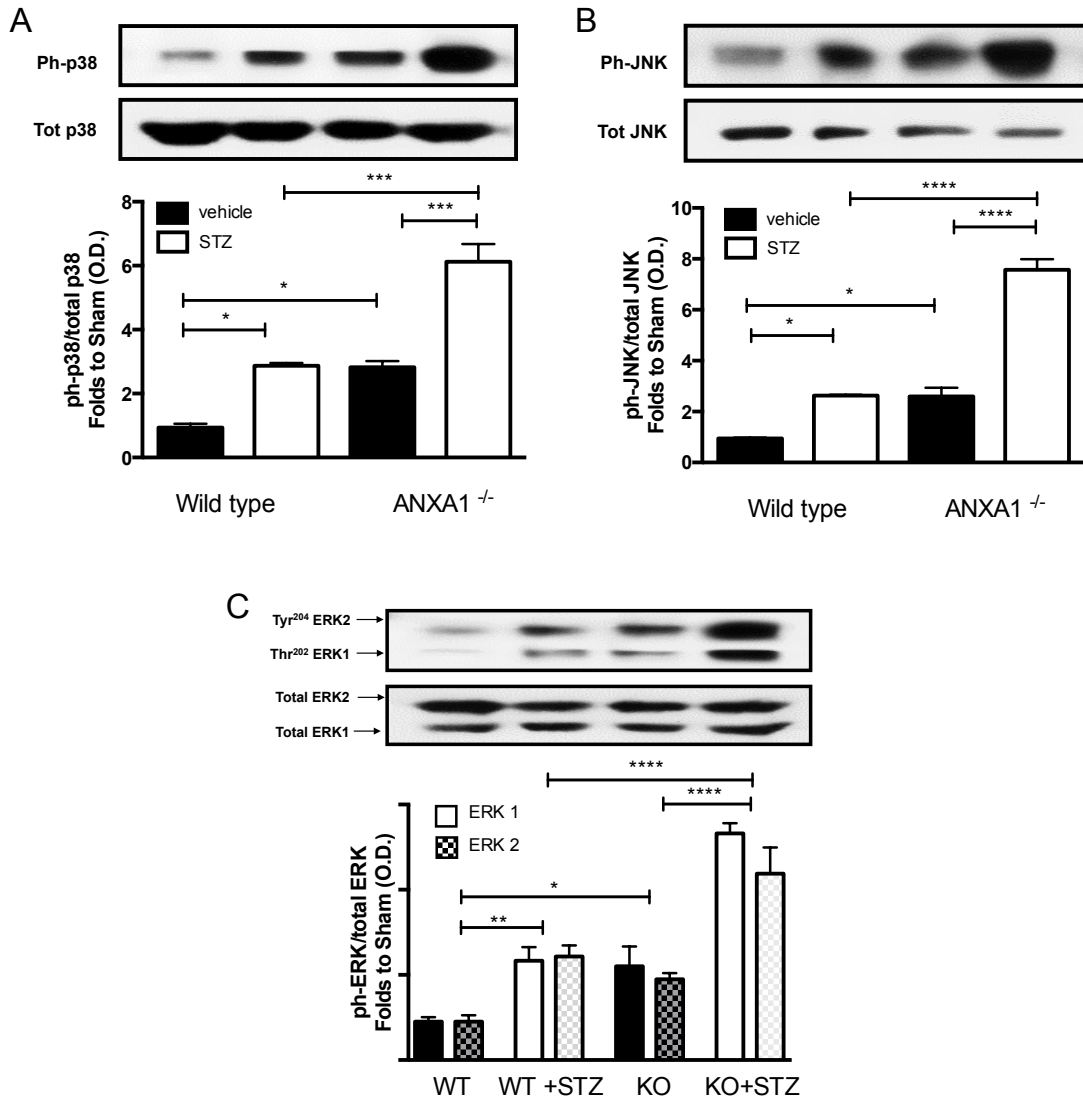 A
Ph-p38
Tot p38
***
***
*
*
vehicle
STZ
8
6
4
2
0
ph-p38/total p38
Folds to Sham (O.D.)
Wild type
ANXA1 -/-
B
Ph-JNK
Tot JNK
****
****
*
*
vehicle
STZ
10
8
6
4
2
0
ph-JNK/total JNK
Folds to Sham (O.D.)
Wild type
ANXA1 -/-
C
Tyr²⁰⁴ ERK2
Thr²⁰² ERK1
Total ERK2
Total ERK1
****
****
*
**
ERK 1
ERK 2
ph-ERK/total ERK
Folds to Sham (O.D.)
WT
WT +STZ
KO
KO+STZ